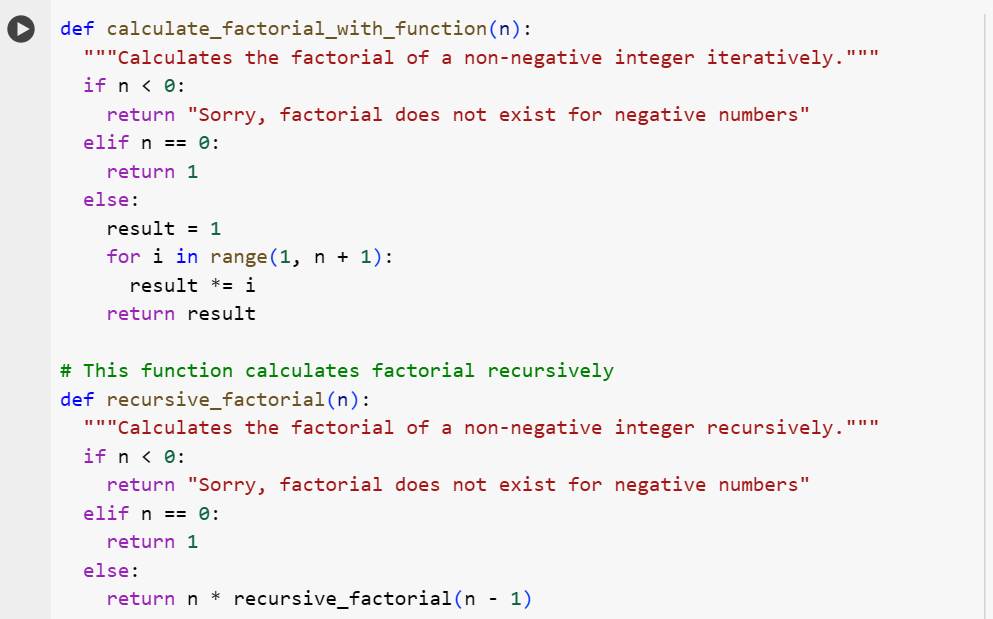 def calculate_factorial_with_function(n):
  """Calculates the factorial of a non-negative integer iteratively."""
  if n < 0:
    return "Sorry, factorial does not exist for negative numbers"
  elif n == 0:
    return 1
  else:
    result = 1
    for i in range(1, n + 1):
      result *= i
    return result

# This function calculates factorial recursively
def recursive_factorial(n):
  """Calculates the factorial of a non-negative integer recursively."""
  if n < 0:
    return "Sorry, factorial does not exist for negative numbers"
  elif n == 0:
    return 1
  else:
    return n * recursive_factorial(n - 1)